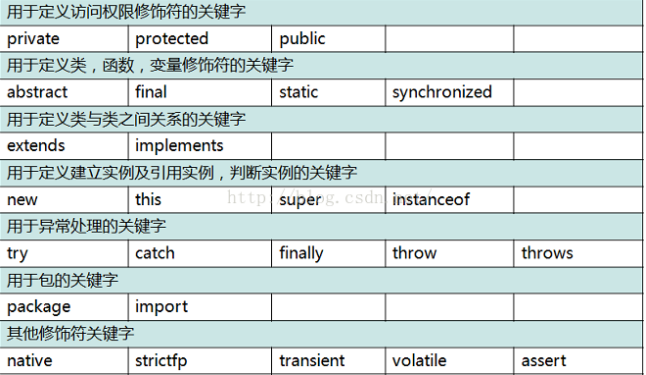 用于定义访问权限修饰符的关键字
private protected public
用于定义类，函数，变量修饰符的关键字
abstract final static synchronized
用于定义类与类之间关系的关键字
extends implements
用于定义建立实例及引用实例，判断实例的关键字
new this super instanceof
http://blog.csdn.net/
用于异常处理的关键字
try catch finally throw throws
用于包的关键字
package import
其他修饰符关键字
native strictfp transient volatile assert